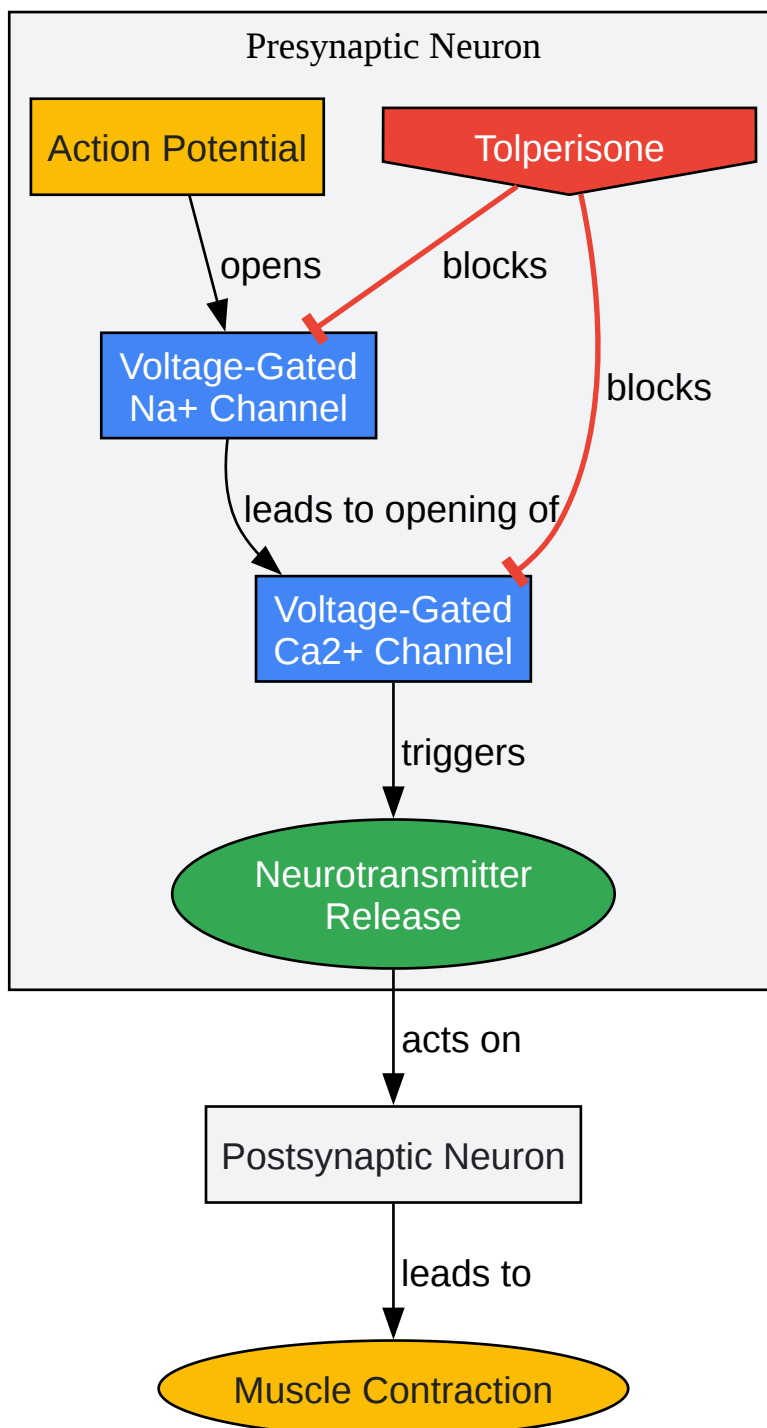 Presynaptic Neuron
Action Potential
Tolperisone
opens
blocks
Voltage-Gated
Na+ Channel
blocks
leads to opening of
Voltage-Gated
Ca2+ Channel
triggers
Neurotransmitter
Release
acts on
Postsynaptic Neuron
leads to
Muscle Contraction